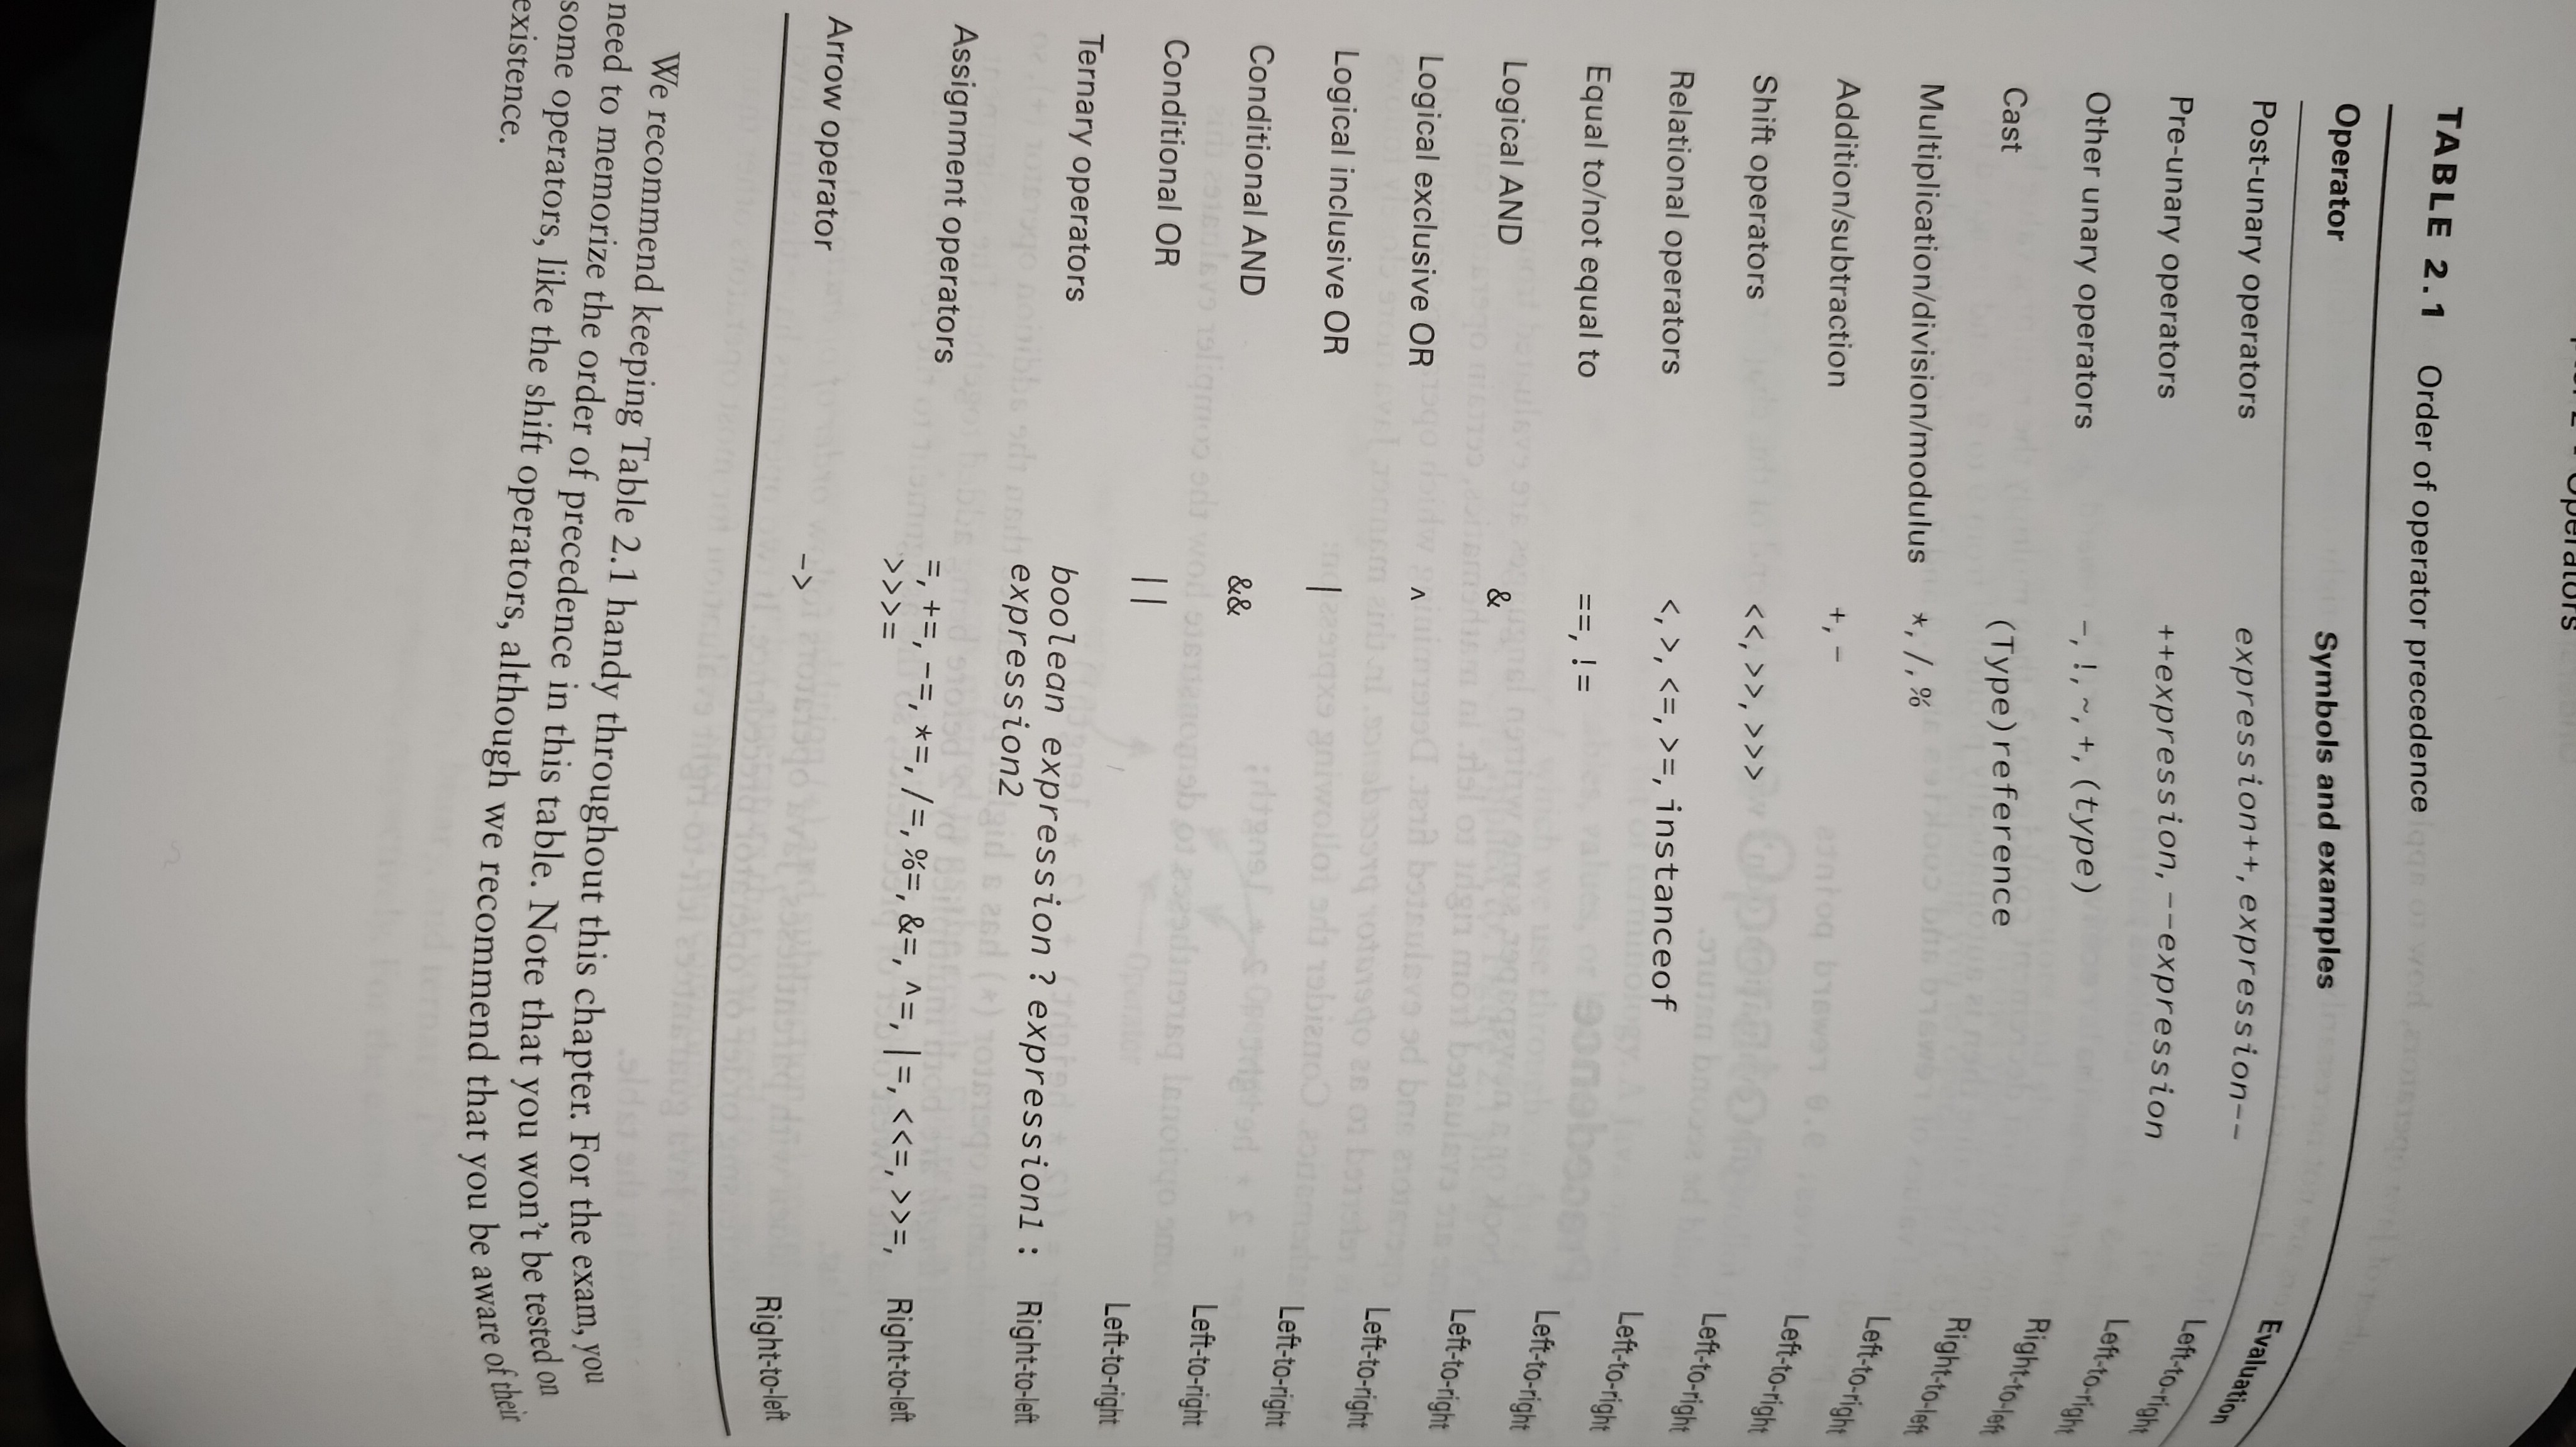 Operators
TABLE 2.1 Order of operator precedence
Operator Symbols and examples Evaluation
Post-unary operators expression++, expression-- Left-to-right
Pre-unary operators ++expression, --expression Left-to-right
Other unary operators -, !, ~, +, (type) Right-to-left
Cast (Type)reference Right-to-left
Multiplication/division/modulus *, /, % Left-to-right
Addition/subtraction +, - Left-to-right
Shift operators <<, >>, >>> Left-to-right
Relational operators <, >, <=, >=, instanceof Left-to-right
Equal to/not equal to ==, != Left-to-right
Logical AND & Left-to-right
Logical exclusive OR ^ Left-to-right
Logical inclusive OR | Left-to-right
Conditional AND && Left-to-right
Conditional OR || Left-to-right
Ternary operators boolean expression ? expression1 : Right-to-left
expression2
Assignment operators =, +=, -=, *=, /=, %=, &=, ^=, |=, <<=, >>=, Right-to-left
>>>=
Arrow operator -> Right-to-left
We recommend keeping Table 2.1 handy throughout this chapter. For the exam, you
need to memorize the order of precedence in this table. Note that you won't be tested on
some operators, like the shift operators, although we recommend that you be aware of their
existence.